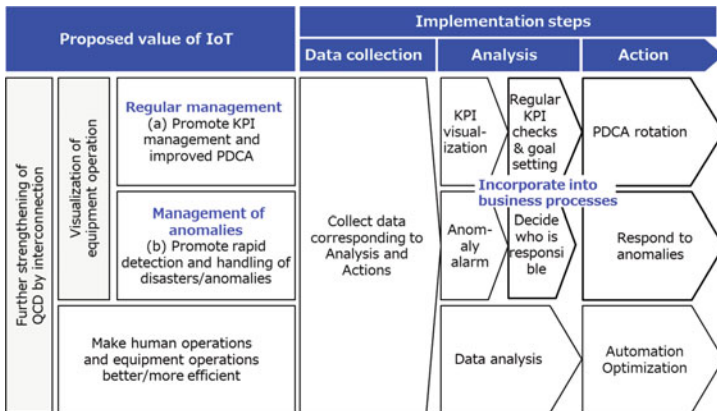 Proposed value of IoT
Implementation steps
Data collection
Analysis
Action
Further strengthening of
QCD by interconnection
Visualization of
equipment operation
Regular management
(a) Promote KPI
management and
improved PDCA
Management of
anomalies
(b) Promote rapid
detection and handling of
disasters/anomalies
Make human operations
and equipment operations
better/more efficient
Collect data
corresponding to
Analysis and
Actions
KPI
visual-
ization
Regular
KPI
checks
& goal
setting
PDCA rotation
Incorporate into
business processes
Anom-
aly
alarm
Decide
who is
respons
ible
Respond to
anomalies
Data analysis
Automation
Optimization